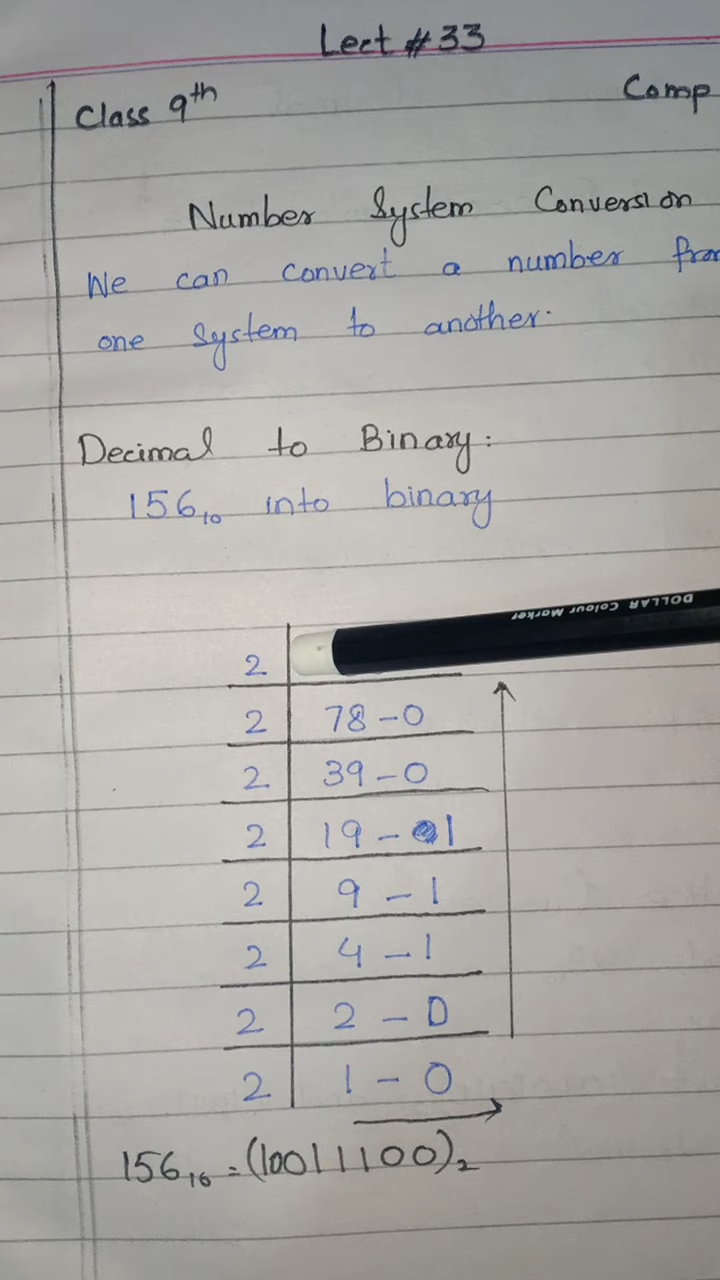 Lect # 33
Class 9th Comp
Number System Conversion
We can convert a number from
one System to another.
Decimal to Binary:
156₁₀ into binary
DOLLAR Colour Marker
2
2 78 - 0
2 39 - 0
2 19 - 1
2 9 - 1
2 4 - 1
2 2 - 0
2 1 - 0
156₁₆ = (10011100)₂